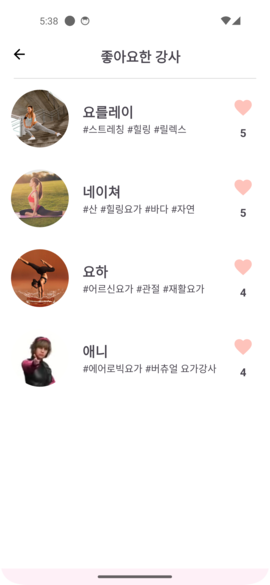 5:38
좋아요한 강사
요를레이
#스트레칭 #힐링 #릴렉스
5
네이쳐
#산 #힐링요가 #바다 #자연
5
요하
#어르신요가 #관절 #재활요가
4
애니
#에어로빅요가 #버츄얼 요가강사
4